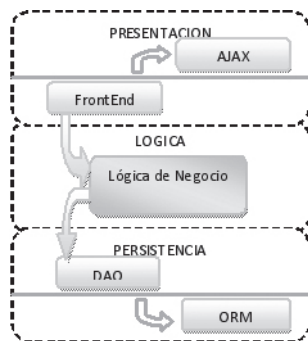 PRESENTACION
AJAX
FrontEnd
LOGICA
Lógica de Negocio
PERSISTENCIA
DAO
ORM